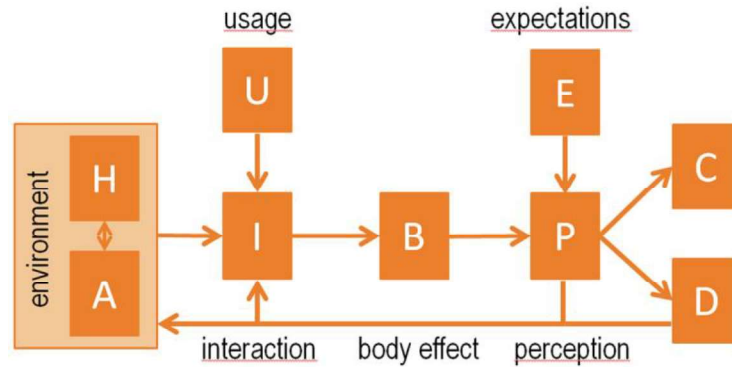 usage
expectations
U
E
environment
H
C
I
B
P
A
D
interaction
body effect
perception